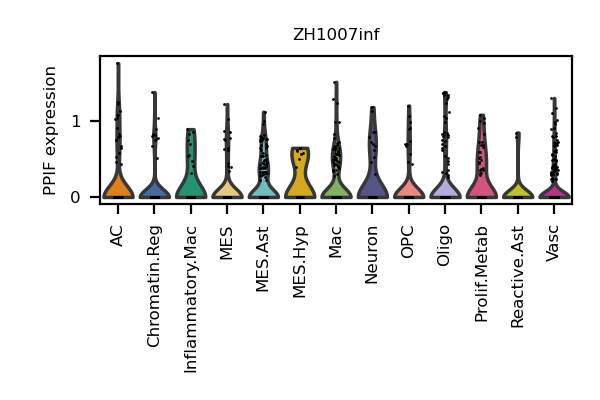 ZH1007inf
PPIF expression
1
0
AC
Chromatin.Reg
Inflammatory.Mac
MES
MES.Ast
MES.Hyp
Mac
Neuron
OPC
Oligo
Prolif.Metab
Reactive.Ast
Vasc